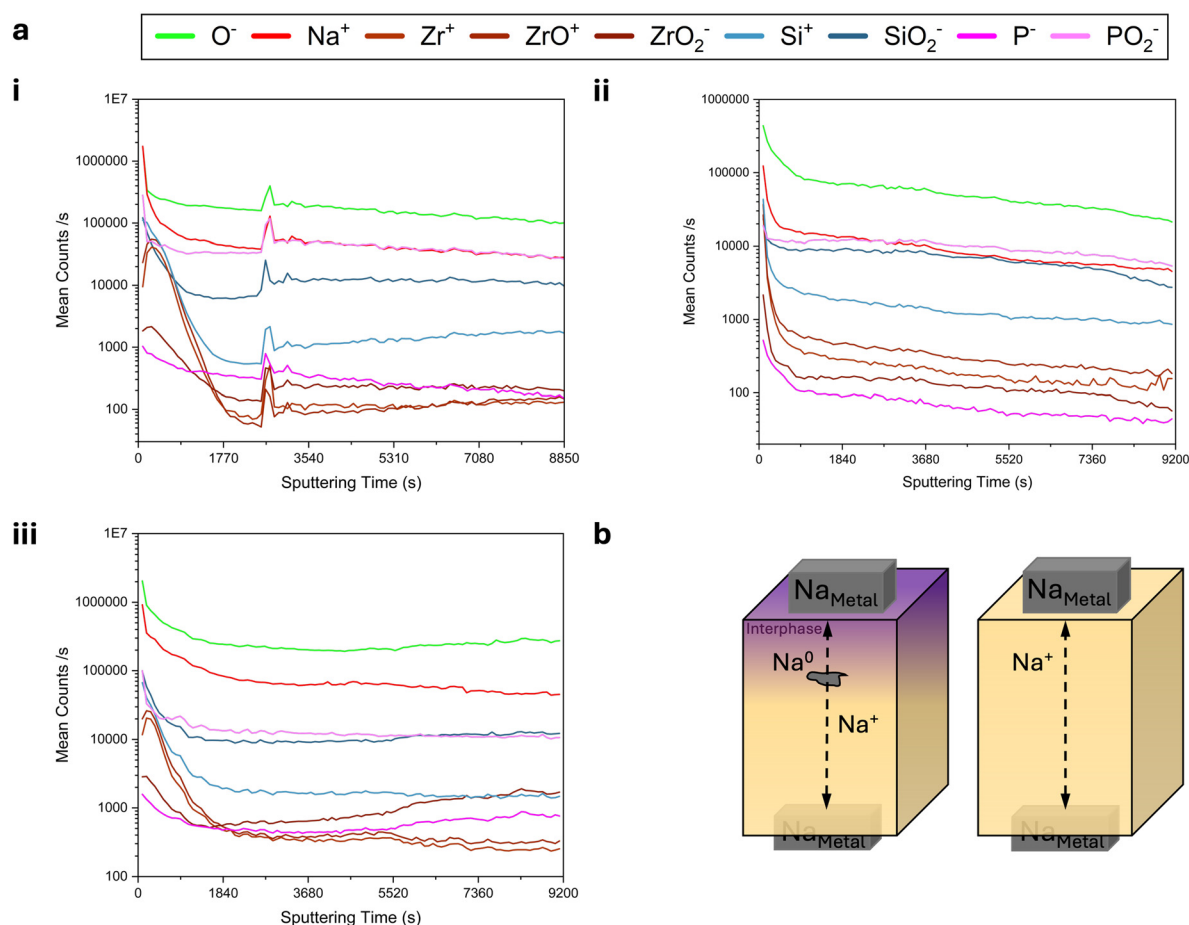 a
O⁻ Na⁺ Zr⁺ ZrO⁺ ZrO₂⁻ Si⁺ SiO₂⁻ P⁻ PO₂⁻
i
1E7
1000000
100000
10000
1000
100
Mean Counts /s
0 1770 3540 5310 7080 8850
Sputtering Time (s)
ii
1000000
100000
10000
1000
100
Mean Counts /s
0 1840 3680 5520 7360 9200
Sputtering Time (s)
iii
1E7
1000000
100000
10000
1000
100
Mean Counts /s
0 1840 3680 5520 7360 9200
Sputtering Time (s)
b
Na_Metal
Interphase
Na⁰
Na⁺
Na_Metal
Na_Metal
Na⁺
Na_Metal